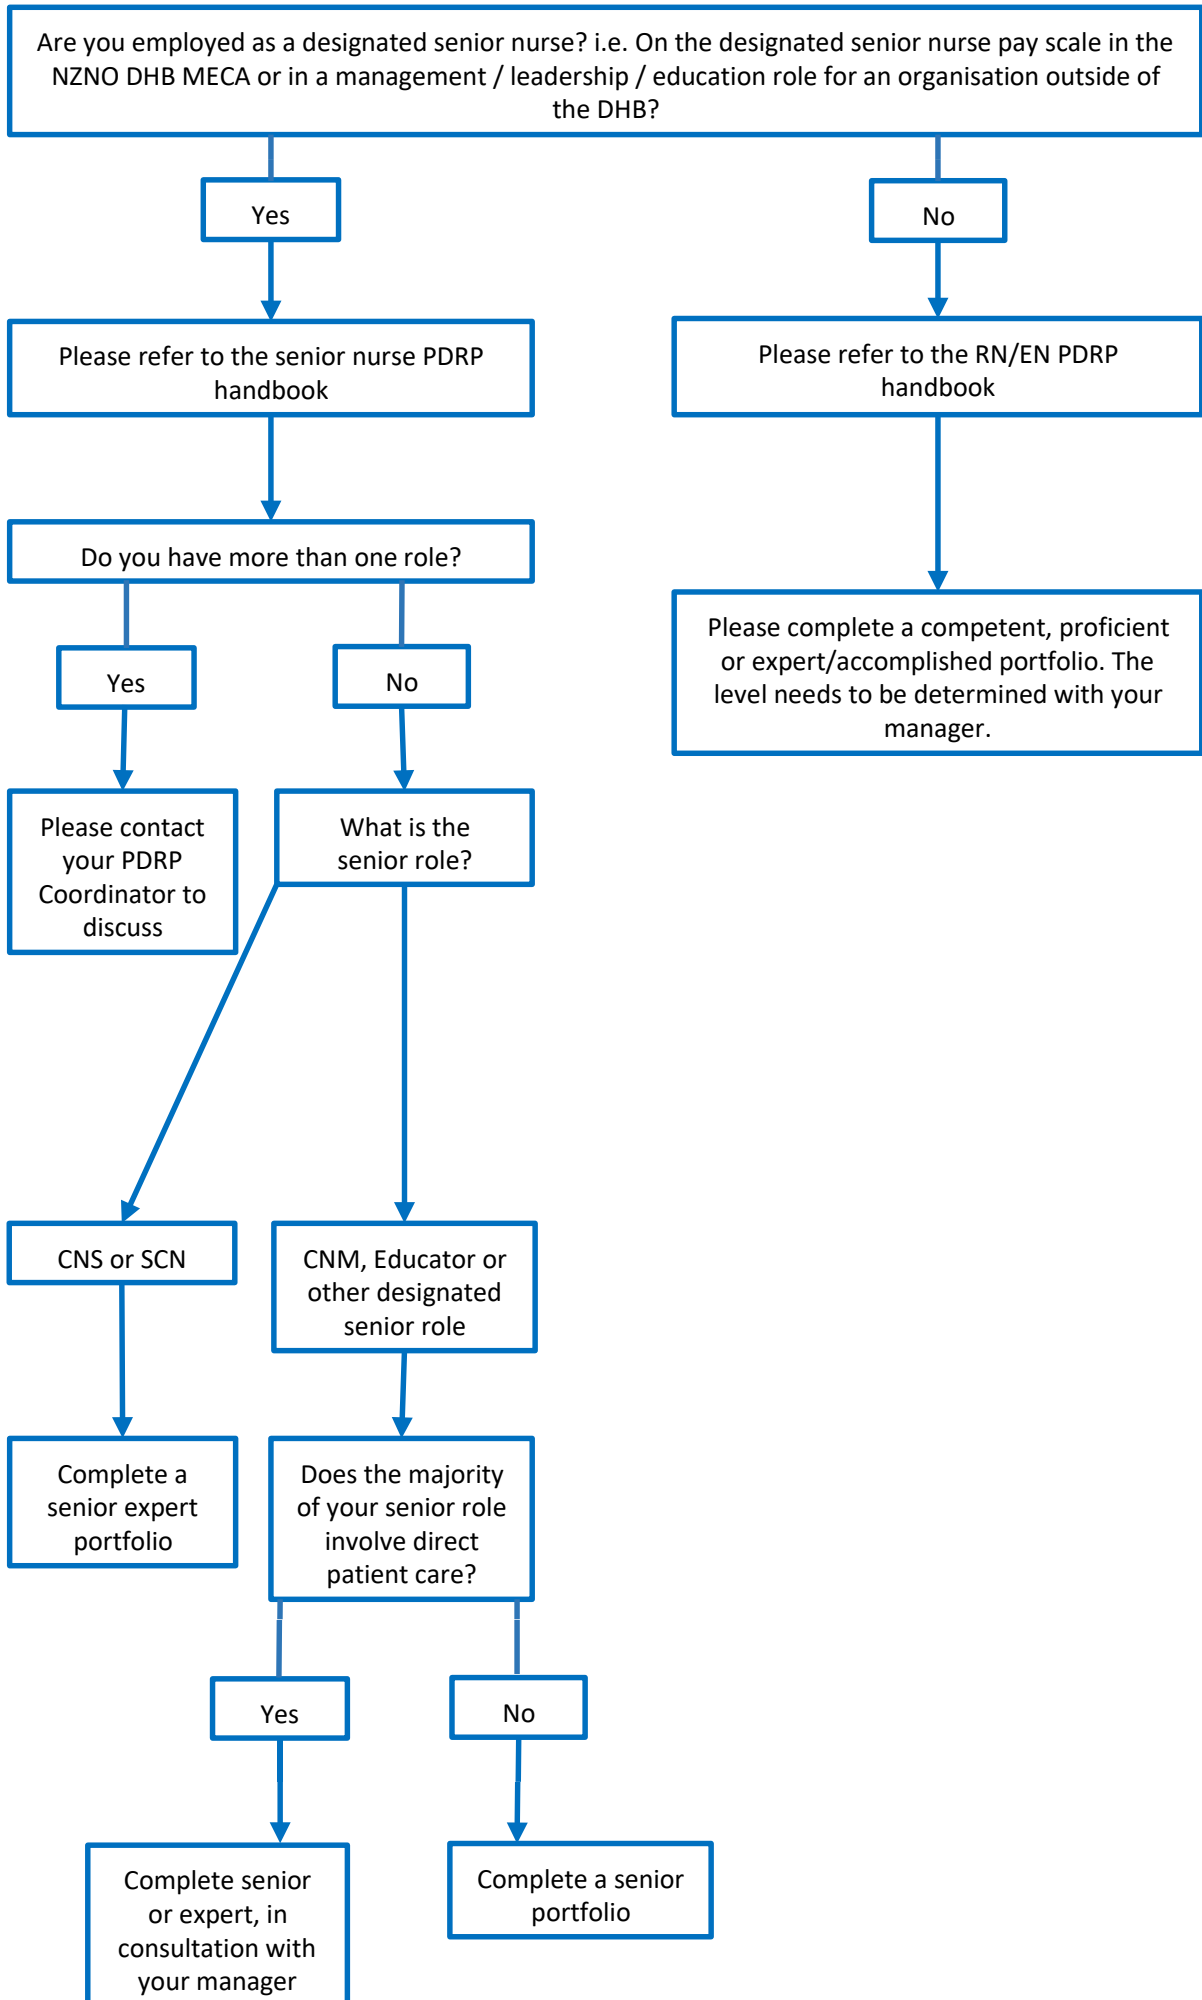 Are you employed as a designated senior nurse? i.e. On the designated senior nurse pay scale in the
NZNO DHB MECA or in a management / leadership / education role for an organisation outside of
the DHB?
Yes
No
Please refer to the senior nurse PDRP
handbook
Please refer to the RN/EN PDRP
handbook
Do you have more than one role?
Please complete a competent, proficient
or expert/accomplished portfolio. The
level needs to be determined with your
manager.
Yes
No
Please contact
your PDRP
Coordinator to
discuss
What is the
senior role?
CNS or SCN
CNM, Educator or
other designated
senior role
Complete a
senior expert
portfolio
Does the majority
of your senior role
involve direct
patient care?
Yes
No
Complete senior
or expert, in
consultation with
your manager
Complete a senior
portfolio